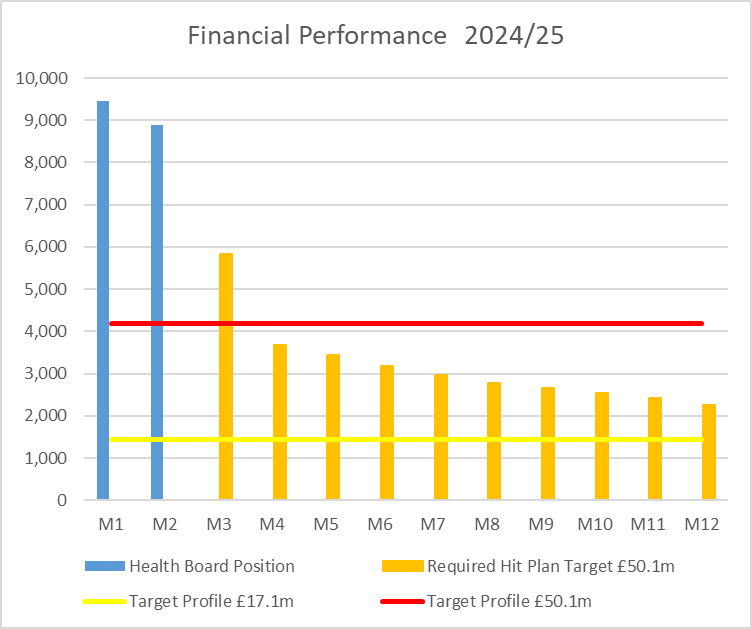 Financial Performance 2024/25
10,000
9,000
8,000
7,000
6,000
5,000
4,000
3,000
2,000
1,000
0
M1 M2 M3 M4 M5 M6 M7 M8 M9 M10 M11 M12
Health Board Position Required Hit Plan Target £50.1m
Target Profile £17.1m Target Profile £50.1m